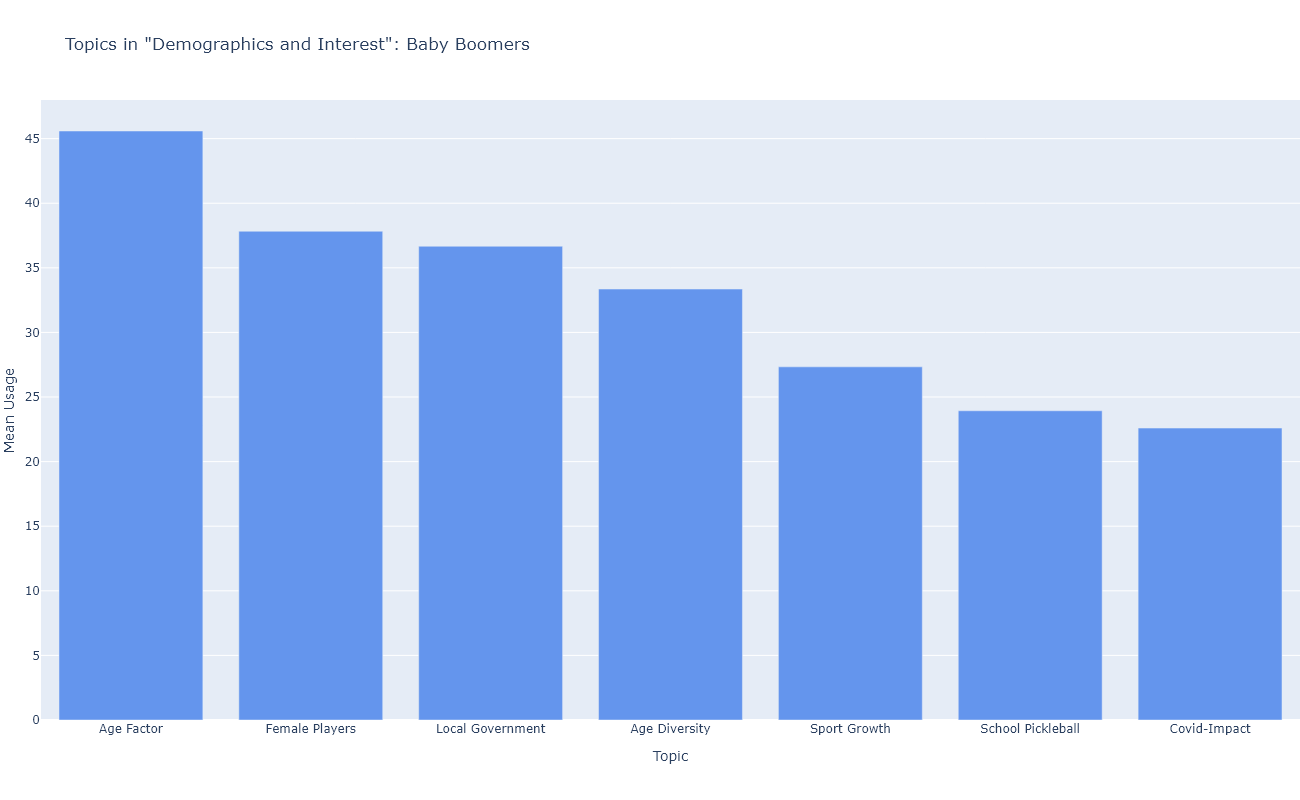 Topics in "Demographics and Interest": Baby Boomers
45
40
35
30
25
20
15
10
5
0
Mean Usage
Age Factor
Female Players
Local Government
Age Diversity
Sport Growth
School Pickleball
Covid-Impact
Topic